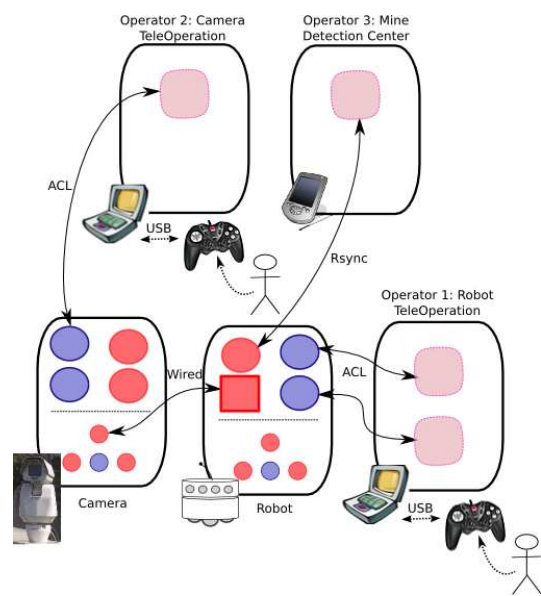 Operator 2: Camera
TeleOperation
Operator 3: Mine
Detection Center
ACL
USB
Rsync
Operator 1: Robot
TeleOperation
Wired
ACL
Camera
Robot
USB